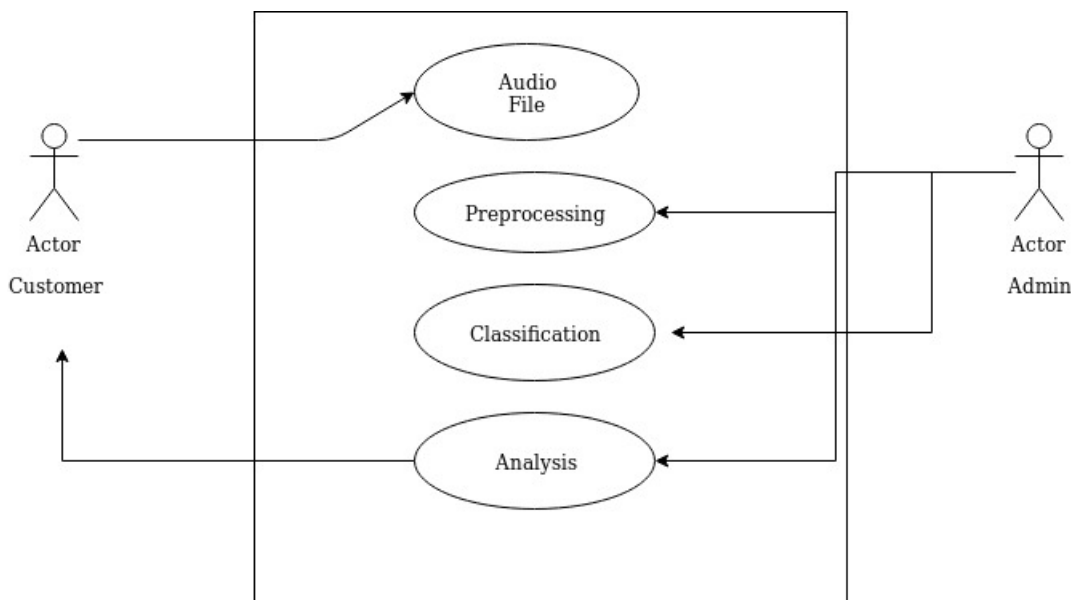 Audio
File
Preprocessing
Classification
Analysis
Actor
Customer
Actor
Admin